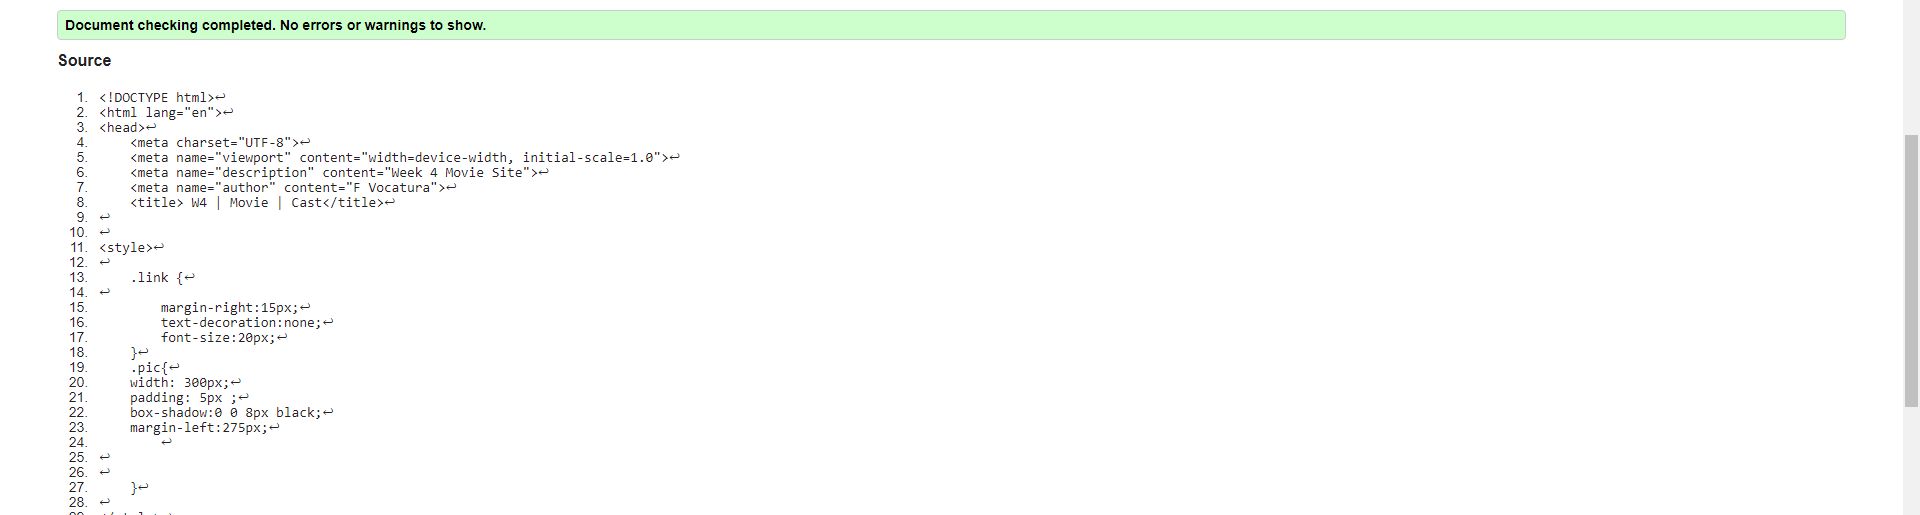 Document checking completed. No errors or warnings to show.
Source
1. <!DOCTYPE html>↩
2. <html lang="en">↩
3. <head>↩
4.     <meta charset="UTF-8">↩
5.     <meta name="viewport" content="width=device-width, initial-scale=1.0">↩
6.     <meta name="description" content="Week 4 Movie Site">↩
7.     <meta name="author" content="F Vocatura">↩
8.     <title> W4 | Movie | Cast</title>↩
9. ↩
10. ↩
11. <style>↩
12. ↩
13.     .link {↩
14. ↩
15.         margin-right:15px;↩
16.         text-decoration:none;↩
17.         font-size:20px;↩
18.     }↩
19.     .pic{↩
20.     width: 300px;↩
21.     padding: 5px ;↩
22.     box-shadow:0 0 8px black;↩
23.     margin-left:275px;↩
24.         ↩
25. ↩
26. ↩
27.     }↩
28. ↩